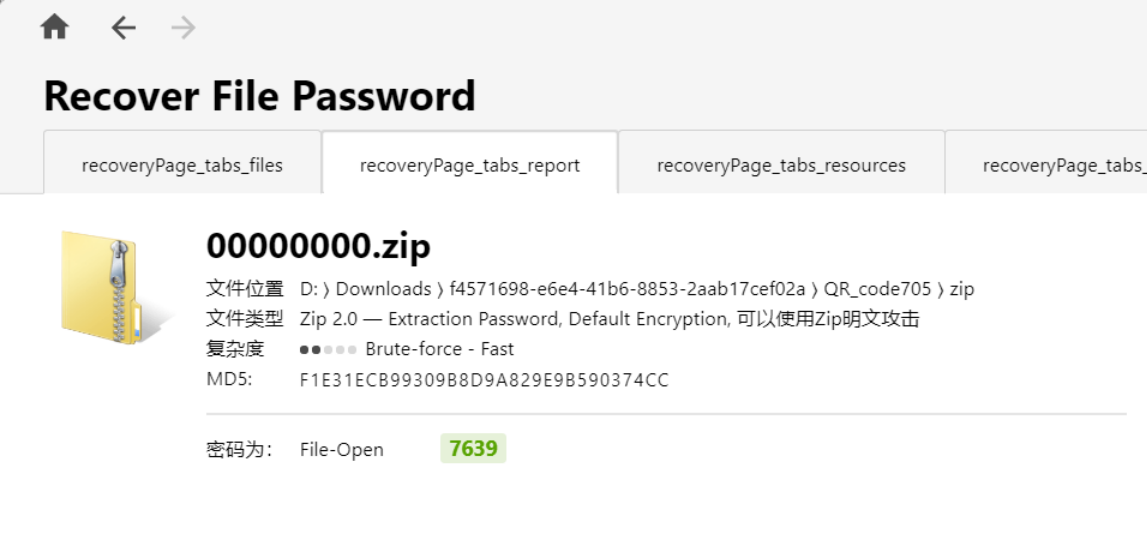 Recover File Password
recoveryPage_tabs_files recoveryPage_tabs_report recoveryPage_tabs_resources recoveryPage_tabs_
00000000.zip
文件位置 D: 〉Downloads 〉f4571698-e6e4-41b6-8853-2aab17cef02a 〉QR_code705 〉zip
文件类型 Zip 2.0 — Extraction Password, Default Encryption, 可以使用Zip明文攻击
复杂度 Brute-force - Fast
MD5: F1E31ECB99309B8D9A829E9B590374CC
密码为： File-Open 7639